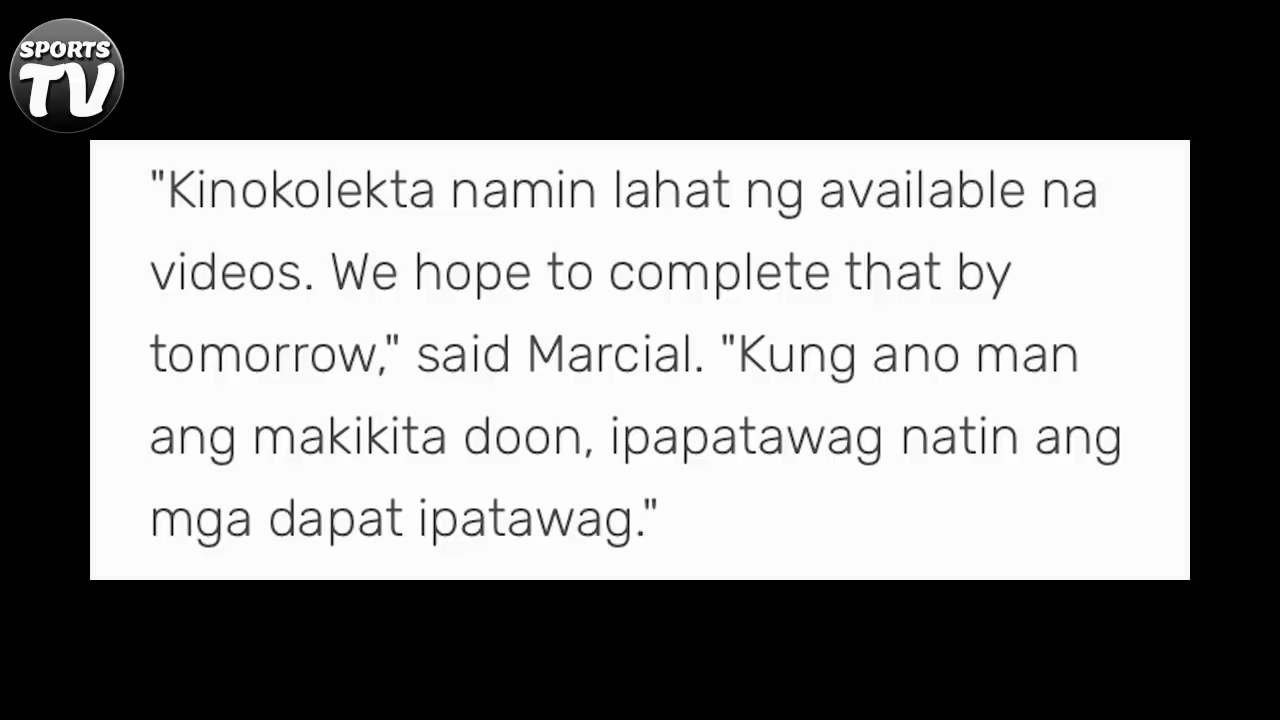 SPORTS
TV
"Kinokolekta namin lahat ng available na
videos. We hope to complete that by
tomorrow," said Marcial. "Kung ano man
ang makikita doon, ipapatawag natin ang
mga dapat ipatawag."